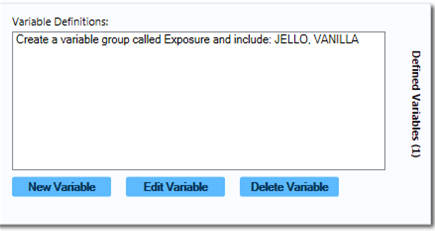 Variable Definitions:
Create a variable group called Exposure and include: JELLO, VANILLA
Defined Variables (1)
New Variable
Edit Variable
Delete Variable